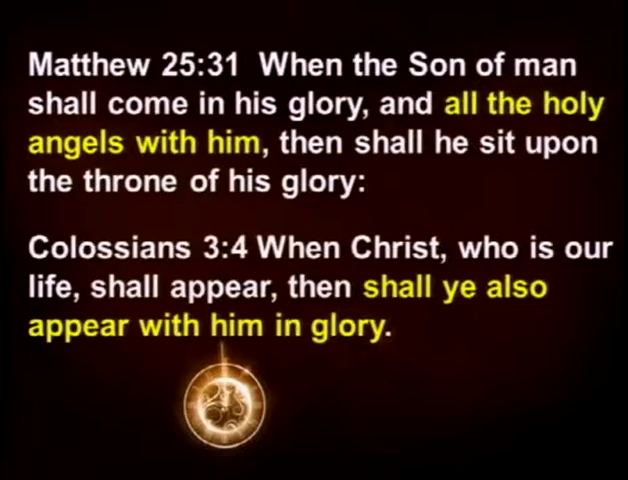 Matthew 25:31  When the Son of man
shall come in his glory, and all the holy
angels with him, then shall he sit upon
the throne of his glory:
Colossians 3:4 When Christ, who is our
life, shall appear, then shall ye also
appear with him in glory.